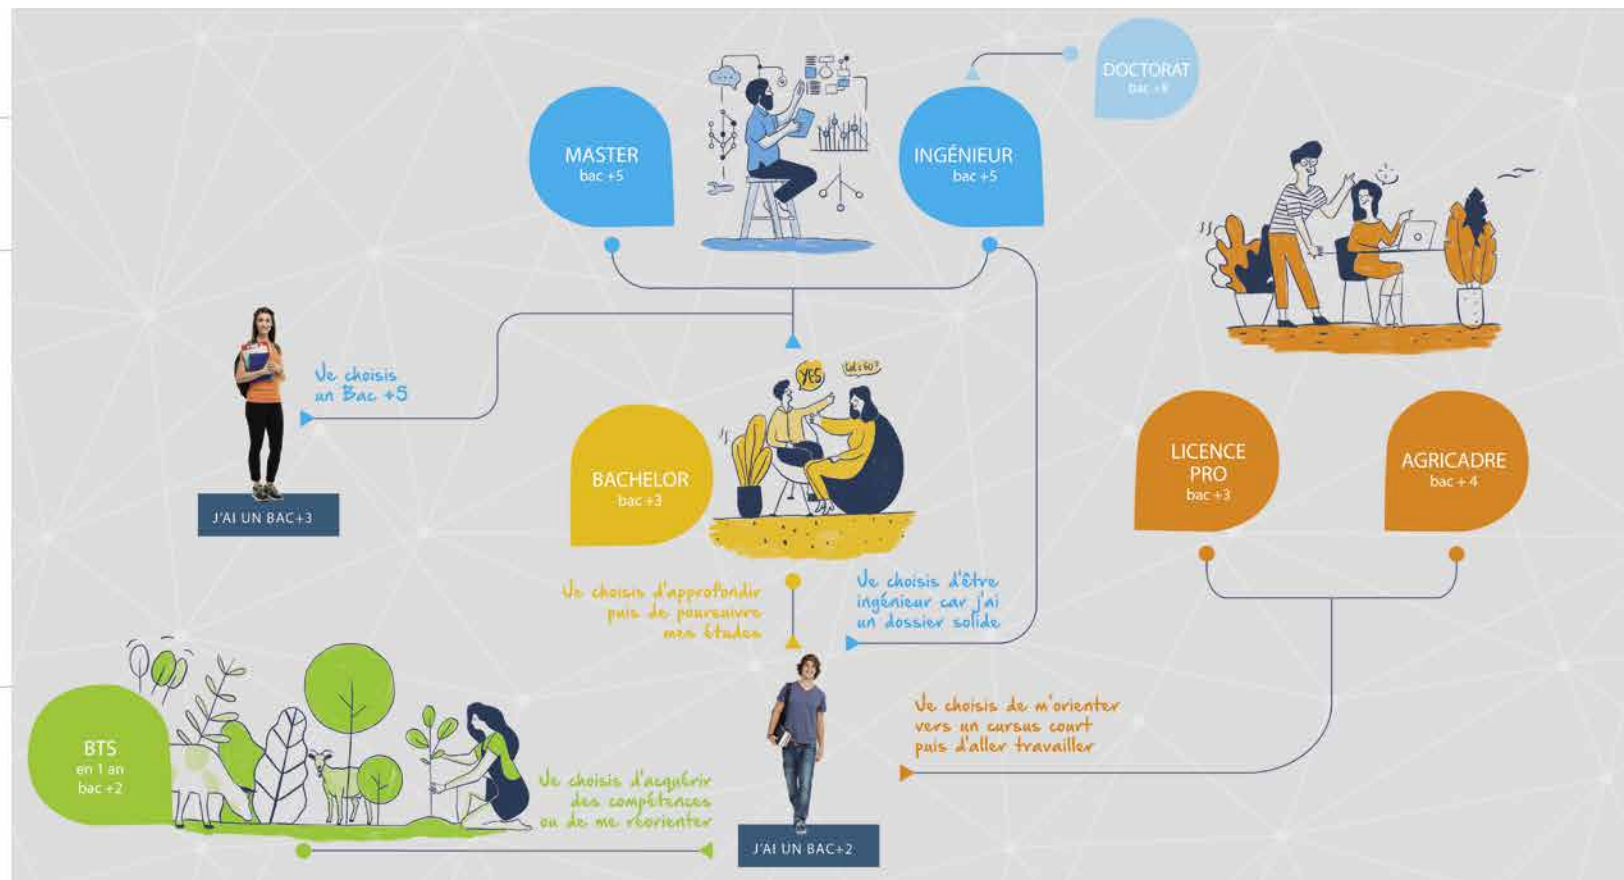 DOCTORAT
bac +8
MASTER
bac +5
INGÉNIEUR
bac +5
Je choisis
un Bac +5
J'AI UN BAC+3
YES
BACHELOR
bac +3
LICENCE
PRO
bac +3
AGRICADRE
bac + 4
Je choisis d'approfondir
puis de poursuivre
mes études
Je choisis d'être
ingénieur car j'ai
un dossier solide
Je choisis de m'orienter
vers un cursus court
puis d'aller travailler
BTS
en 1 an
bac +2
Je choisis d'acquérir
des compétences
ou de me réorienter
J'AI UN BAC+2